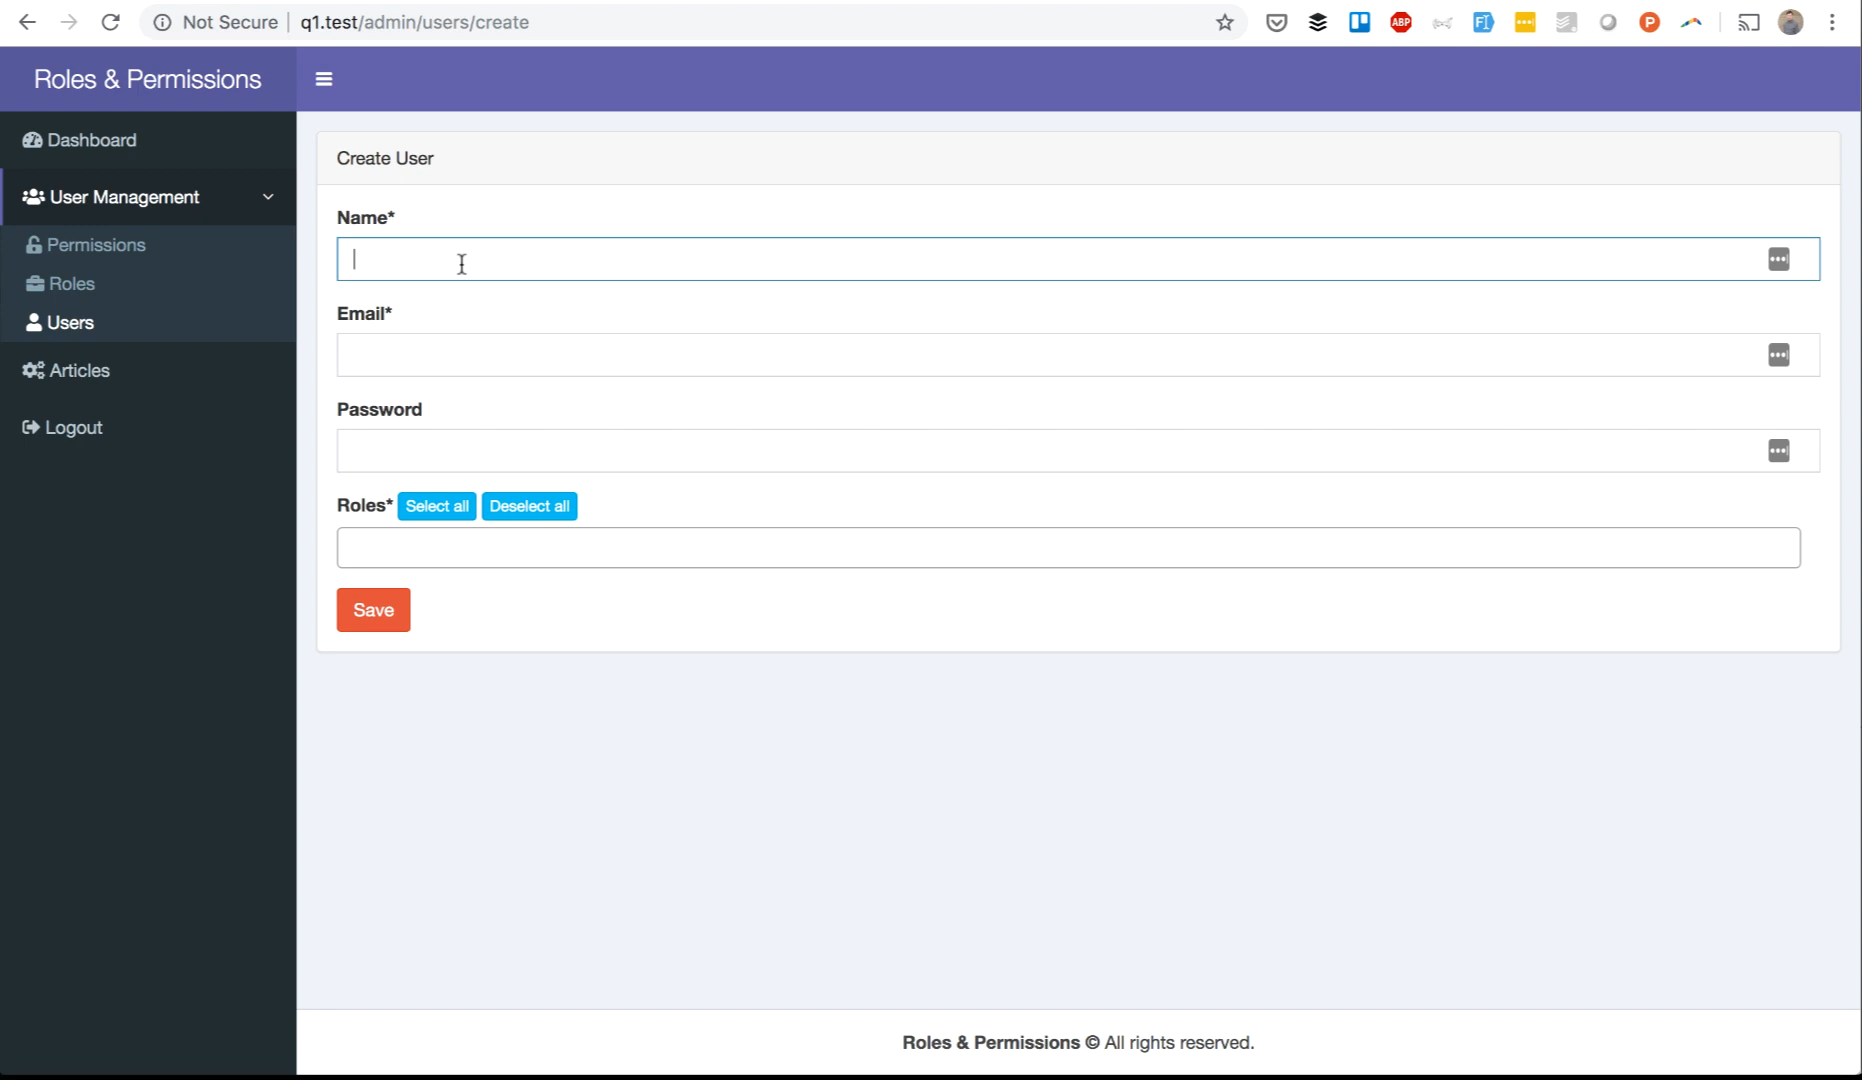 Not Secure | q1.test/admin/users/create
ABP
P
Roles & Permissions
Dashboard
User Management
Permissions
Roles
Users
Articles
Logout
Create User
Name*
Email*
Password
Roles* Select all Deselect all
Save
Roles & Permissions © All rights reserved.